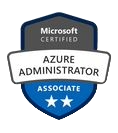 Microsoft
CERTIFIED
AZURE
ADMINISTRATOR
ASSOCIATE